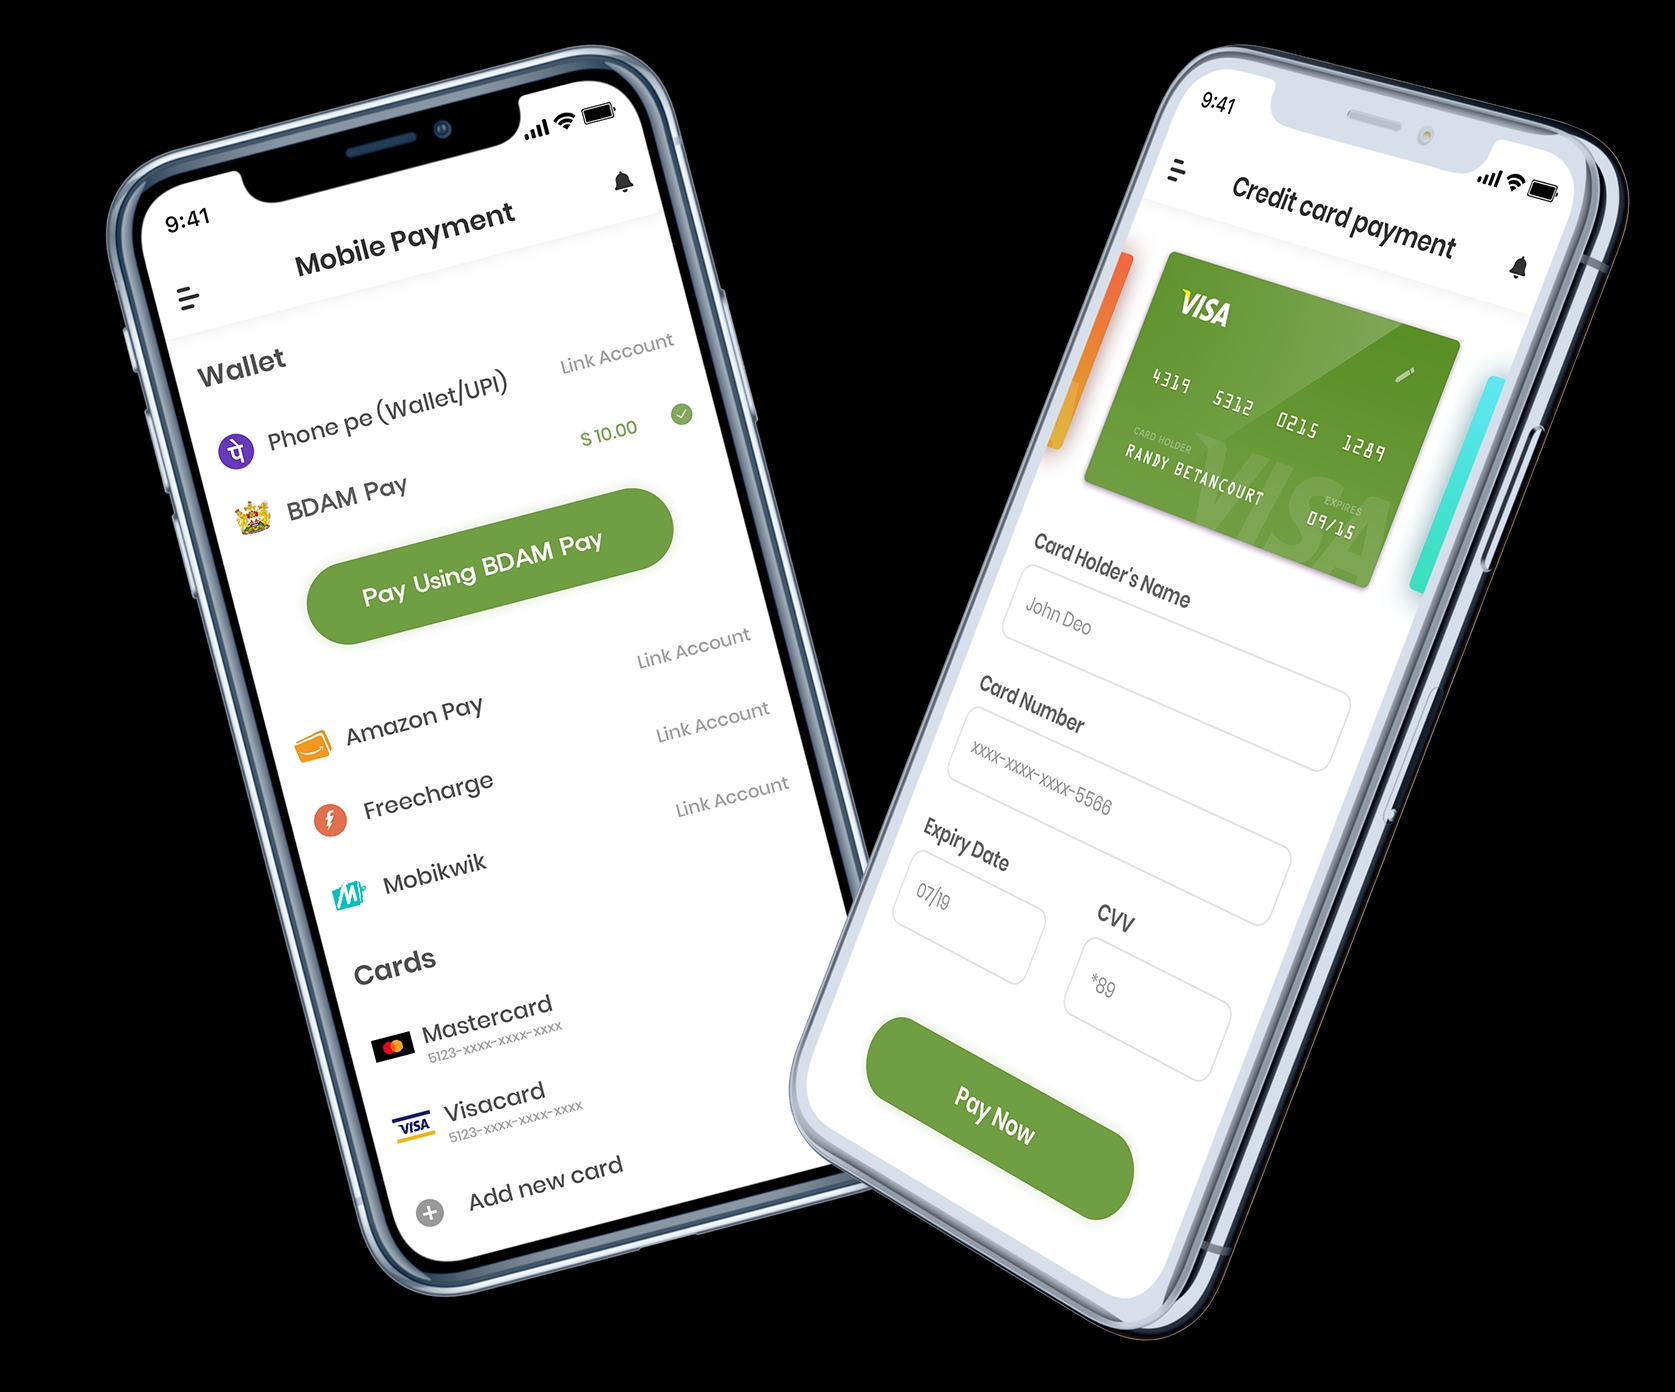 9:41
Mobile Payment
Wallet
Phone pe (Wallet/UPI)
Link Account
BDAM Pay
$ 10.00
Pay Using BDAM Pay
Amazon Pay
Link Account
Freecharge
Link Account
Mobikwik
Link Account
Cards
Mastercard
5123-xxxx-xxxx-xxxx
VISA
Visacard
5123-xxxx-xxxx-xxxx
Add new card
9:41
Credit card payment
VISA
4319 5312 0215 1289
CARD HOLDER
RANDY BETANCOURT
EXPIRES
09/15
VISA
Card Holder's Name
John Deo
Card Number
xxxx-xxxx-xxxx-5566
Expiry Date
07/19
CVV
*89
Pay Now
पे